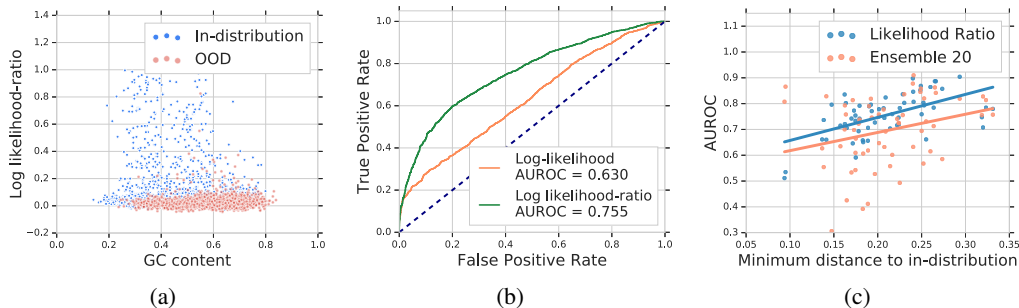 1.4
1.2
1.0
0.8
0.6
0.4
0.2
0.0
−0.2
Log likelihood-ratio
In-distribution
OOD
0.0 0.2 0.4 0.6 0.8 1.0
GC content
(a)
1.0
0.8
0.6
0.4
0.2
0.0
True Positive Rate
Log-likelihood
AUROC = 0.630
Log likelihood-ratio
AUROC = 0.755
0.0 0.2 0.4 0.6 0.8 1.0
False Positive Rate
(b)
1.1
1.0
0.9
0.8
0.7
0.6
0.5
0.4
0.3
AUROC
Likelihood Ratio
Ensemble 20
0.05 0.10 0.15 0.20 0.25 0.30 0.35
Minimum distance to in-distribution
(c)